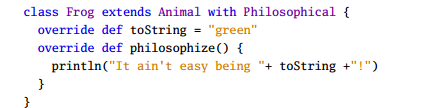 class Frog extends Animal with Philosophical {
  override def toString = "green"
  override def philosophize() {
    println("It ain't easy being "+ toString +"!")
  }
}